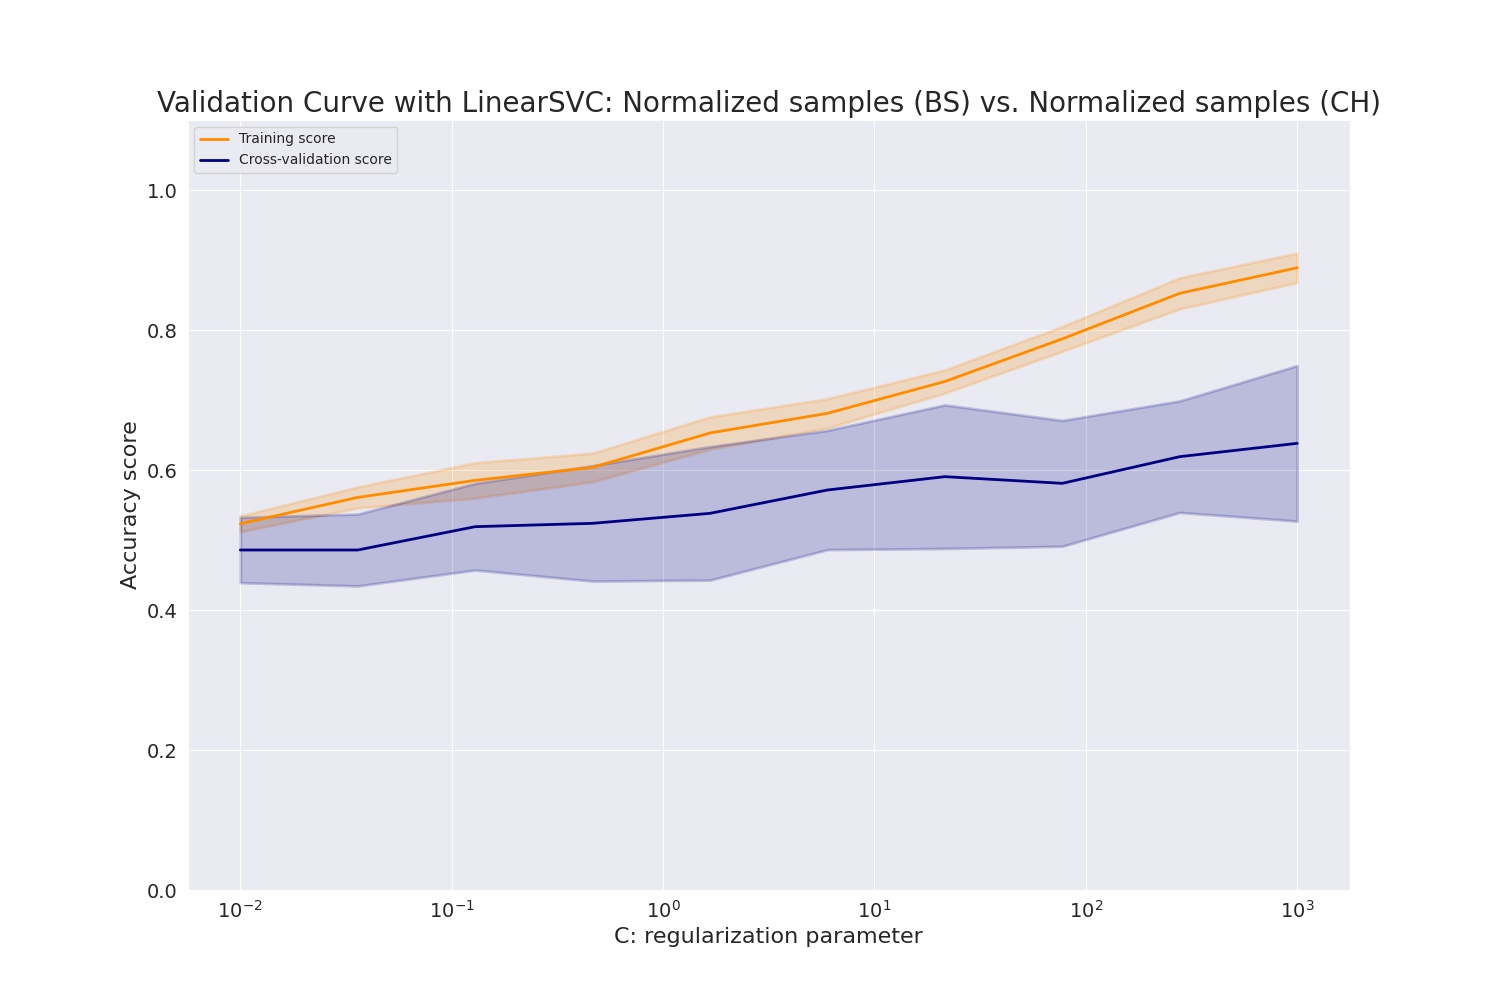 Validation Curve with LinearSVC: Normalized samples (BS) vs. Normalized samples (CH)
Training score
Cross-validation score
Accuracy score
1.0
0.8
0.6
0.4
0.2
0.0
10⁻² 10⁻¹ 10⁰ 10¹ 10² 10³
C: regularization parameter